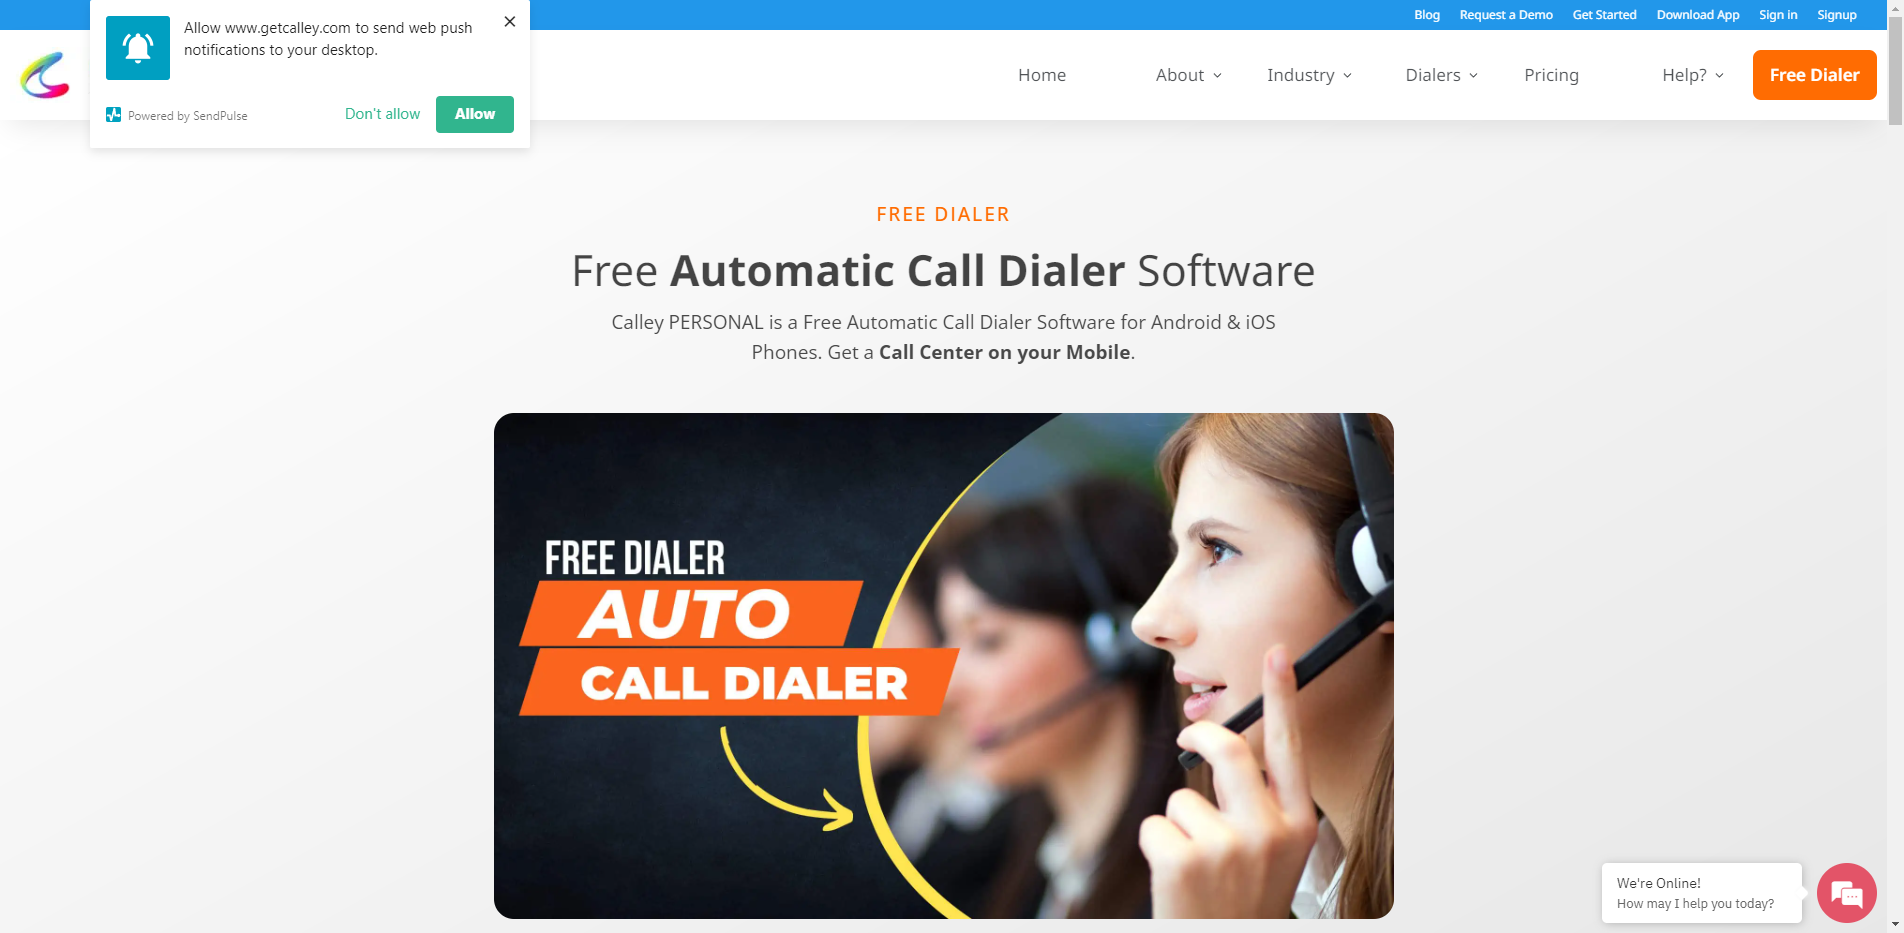 Blog Request a Demo Get Started Download App Sign in Signup
Allow www.getcalley.com to send web push
notifications to your desktop.
Powered by SendPulse
Don't allow
Allow
Home About Industry Dialers Pricing Help? Free Dialer
FREE DIALER
Free Automatic Call Dialer Software
Calley PERSONAL is a Free Automatic Call Dialer Software for Android & iOS
Phones. Get a Call Center on your Mobile.
FREE DIALER
AUTO
CALL DIALER
We're Online!
How may I help you today?